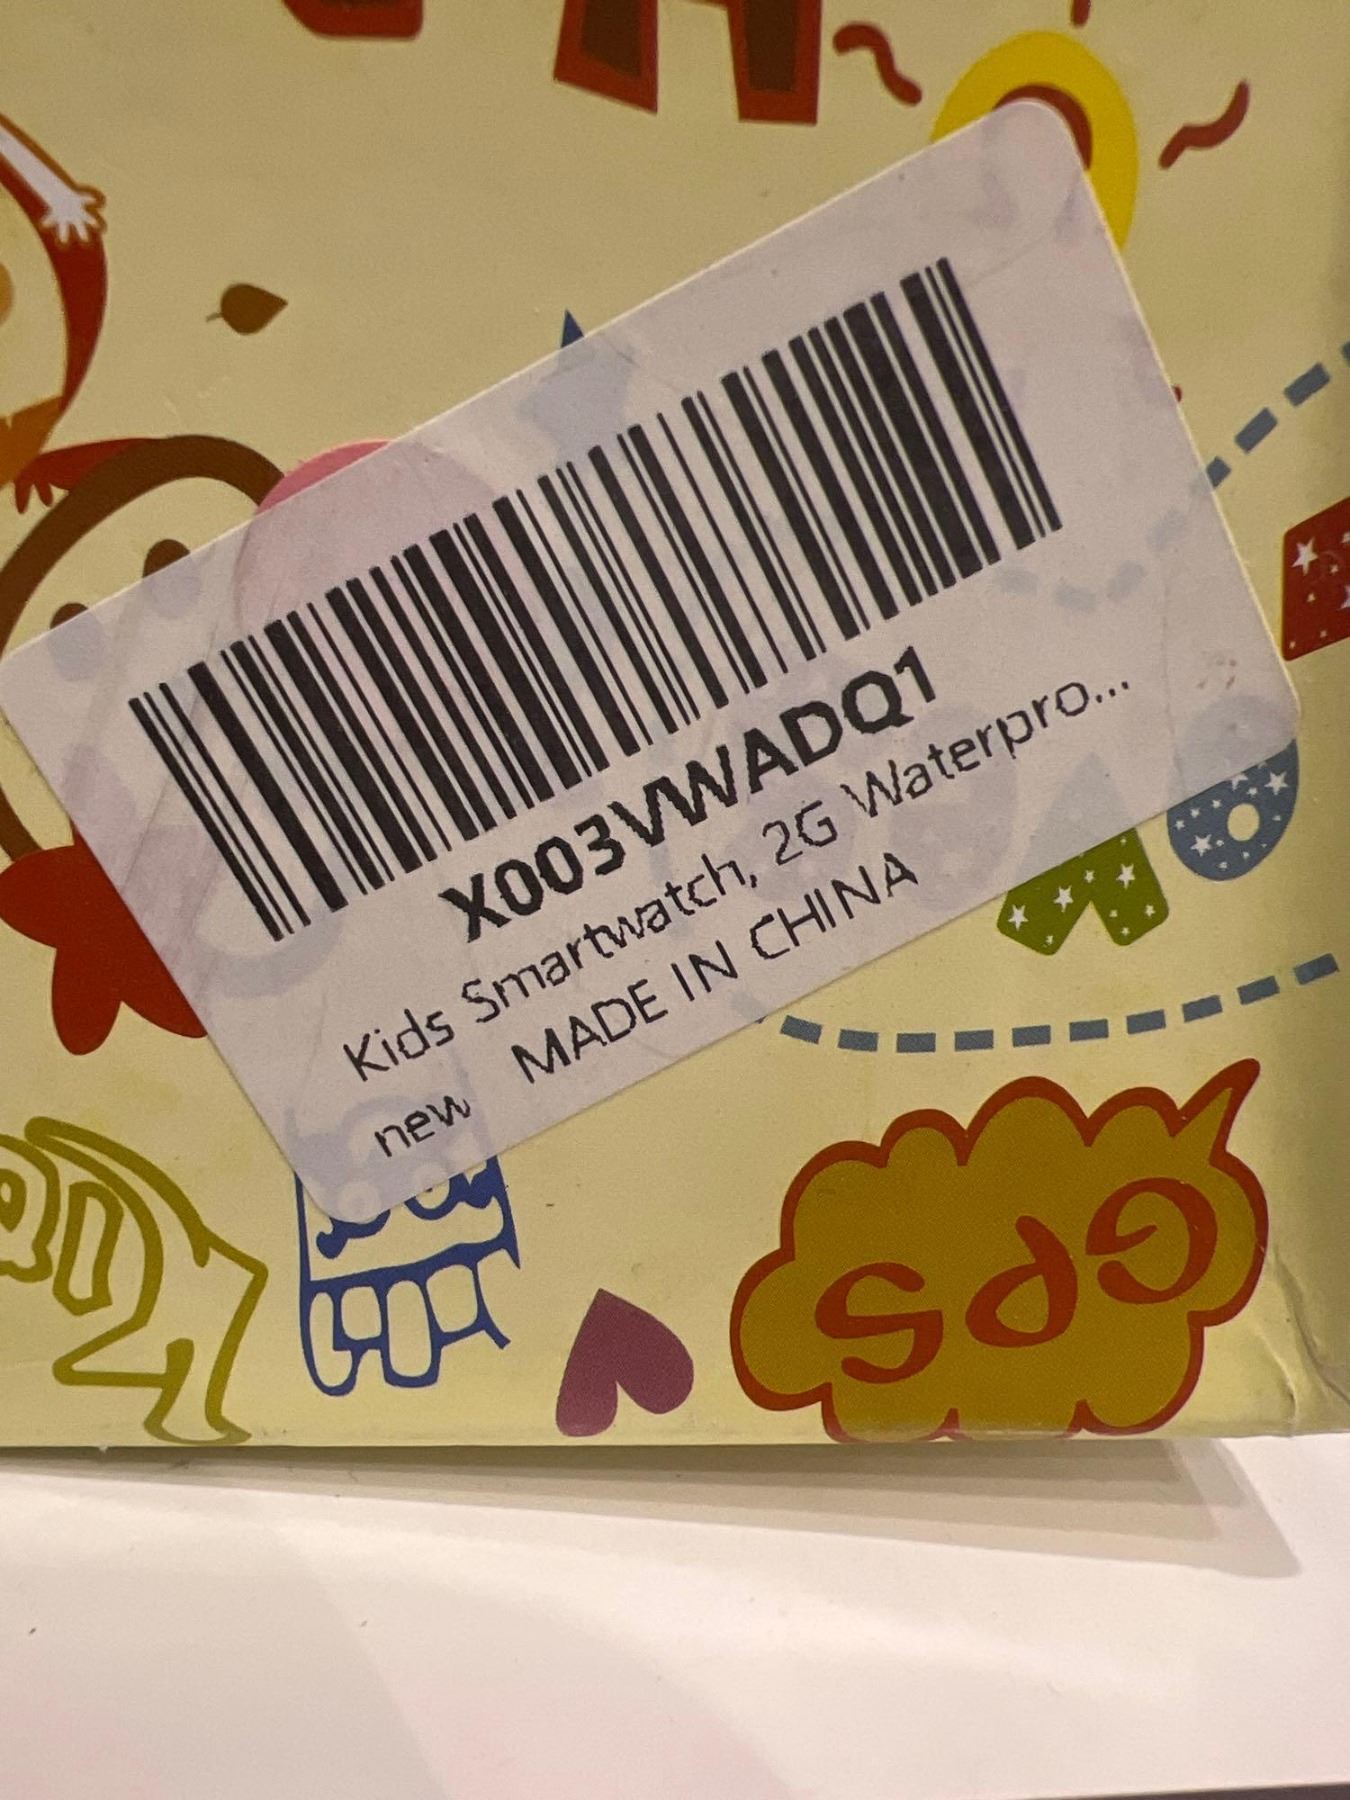 X003VWADQ1
Kids Smartwatch, 2G Waterpro...
new MADE IN CHINA
GPS